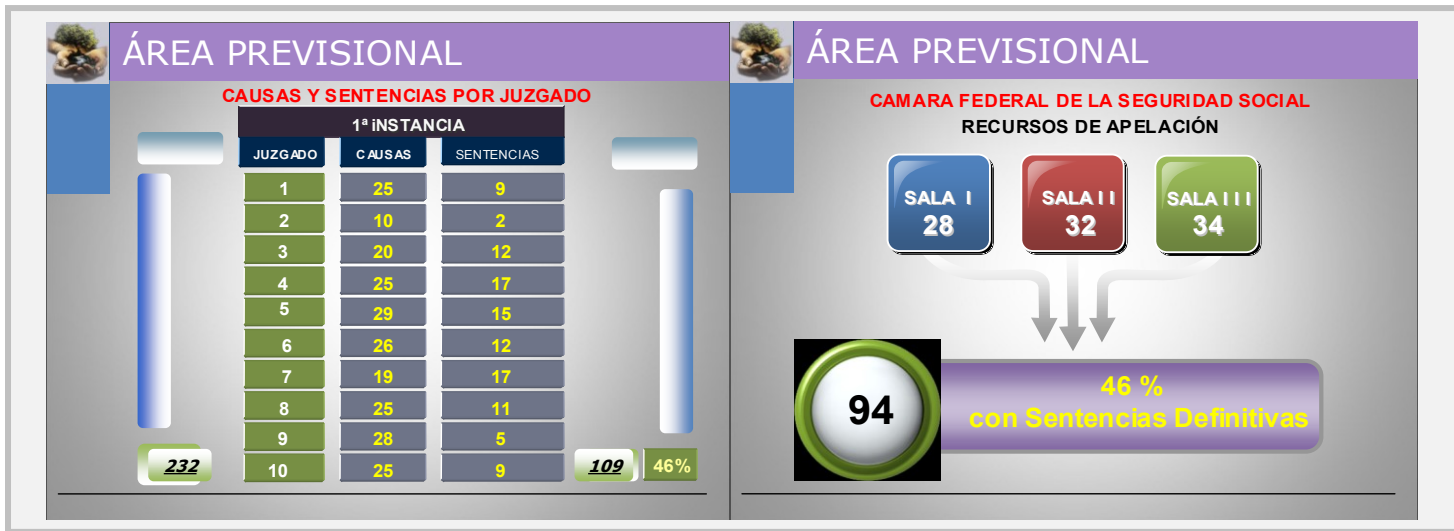 ÁREA PREVISIONAL
CAUSAS Y SENTENCIAS POR JUZGADO
1ª iNSTANCIA
JUZGADO CAUSAS SENTENCIAS
1 25 9
2 10 2
3 20 12
4 25 17
5 29 15
6 26 12
7 19 17
8 25 11
9 28 5
10 25 9
232 109 46%
ÁREA PREVISIONAL
CAMARA FEDERAL DE LA SEGURIDAD SOCIAL
RECURSOS DE APELACIÓN
SALA I SALA II SALA III
28 32 34
94
46 %
con Sentencias Definitivas